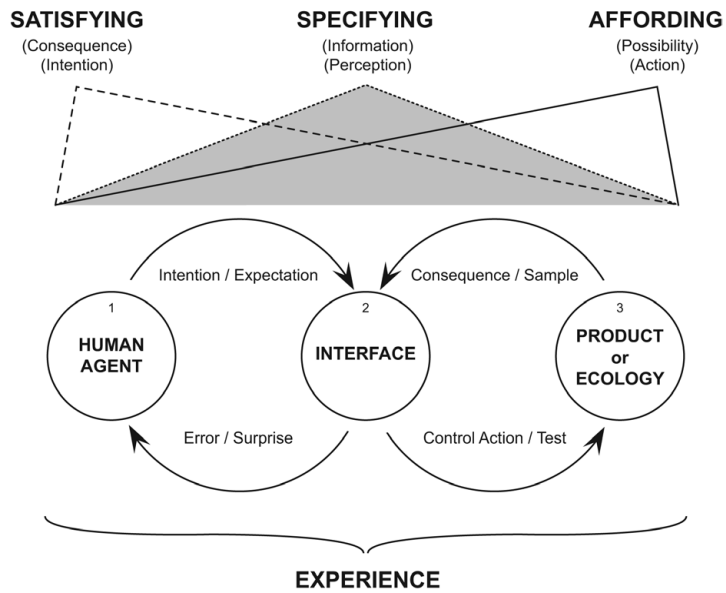 SATISFYING
(Consequence)
(Intention)
SPECIFYING
(Information)
(Perception)
AFFORDING
(Possibility)
(Action)
Intention / Expectation
Consequence / Sample
1
HUMAN
AGENT
2
INTERFACE
3
PRODUCT
or
ECOLOGY
Error / Surprise
Control Action / Test
EXPERIENCE